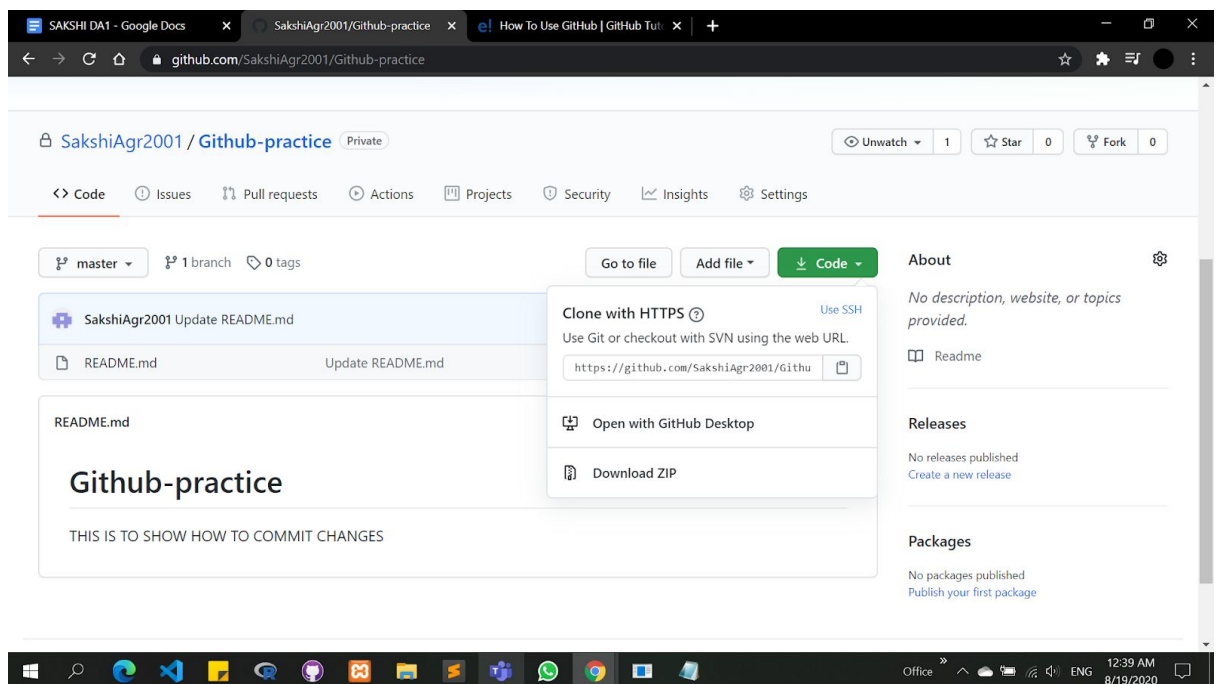 SAKSHI DA1 - Google Docs
SakshiAgr2001/Github-practice
How To Use GitHub | GitHub Tut
github.com/SakshiAgr2001/Github-practice
SakshiAgr2001 / Github-practice Private
Unwatch 1 Star 0 Fork 0
Code Issues Pull requests Actions Projects Security Insights Settings
master 1 branch 0 tags Go to file Add file Code
SakshiAgr2001 Update README.md
README.md Update README.md
Clone with HTTPS ? Use SSH
Use Git or checkout with SVN using the web URL.
https://github.com/SakshiAgr2001/Githu
Open with GitHub Desktop
Download ZIP
README.md
Github-practice
THIS IS TO SHOW HOW TO COMMIT CHANGES
About
No description, website, or topics
provided.
Readme
Releases
No releases published
Create a new release
Packages
No packages published
Publish your first package
Office ENG 12:39 AM
8/19/2020